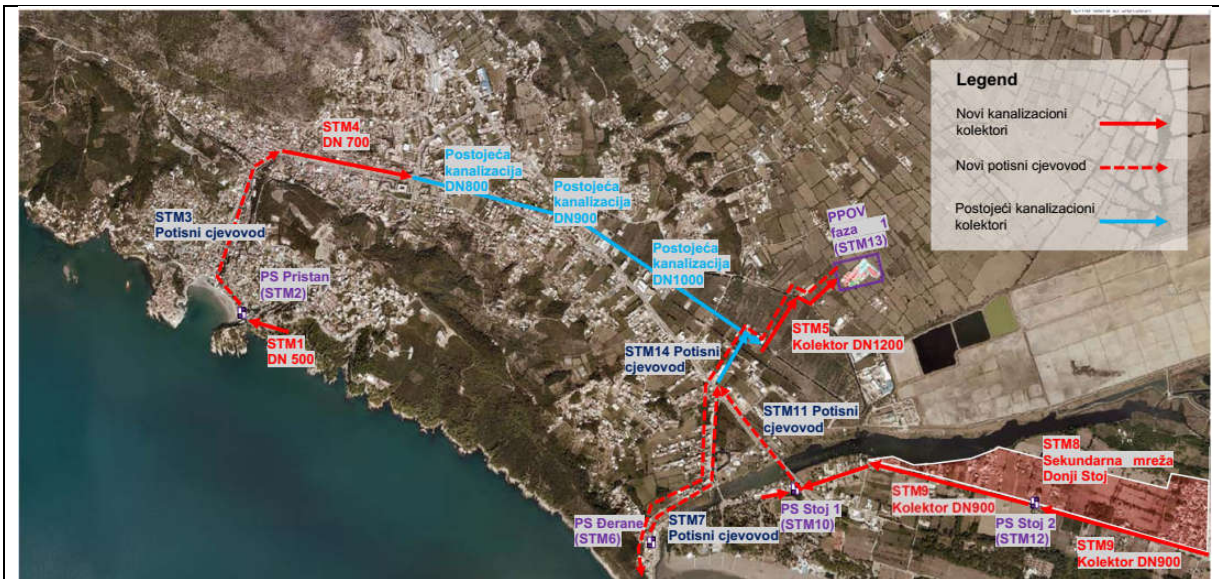 Legend
Novi kanalizacioni
kolektori
Novi potisni cjevovod
Postojeći kanalizacioni
kolektori
STM4
DN 700
Postojeća
kanalizacija
DN800
Postojeća
kanalizacija
DN900
STM3
Potisni cjevovod
PPOV
faza 1
(STM13)
Postojeća
kanalizacija
DN1000
PS Pristan
(STM2)
STM1
DN 500
STM5
Kolektor DN1200
STM14 Potisni
cjevovod
STM11 Potisni
cjevovod
STM8
Sekundarna mreža
Donji Stoj
STM9
Kolektor DN900
PS Đerane
(STM6)
STM7
Potisni cjevovod
PS Stoj 1
(STM10)
PS Stoj 2
(STM12)
STM9
Kolektor DN900